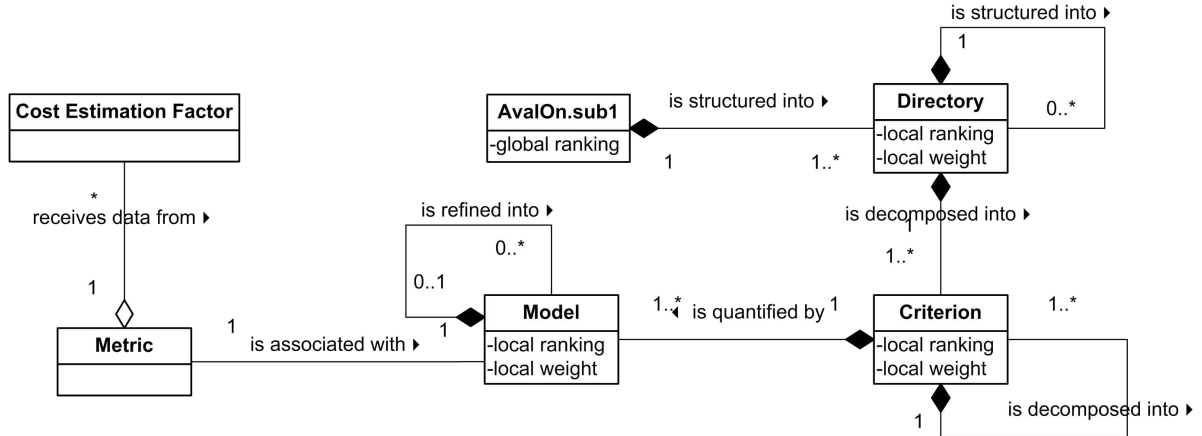 is structured into
1
Cost Estimation Factor
AvalOn.sub1
-global ranking
is structured into
1
1..*
Directory
-local ranking
-local weight
0..*
*
receives data from
1
is refined into
0..*
0..1
is decomposed into
1
1..*
Metric
1
is associated with
1
Model
-local ranking
-local weight
1..*
is quantified by
1
Criterion
-local ranking
-local weight
1..*
1
is decomposed into